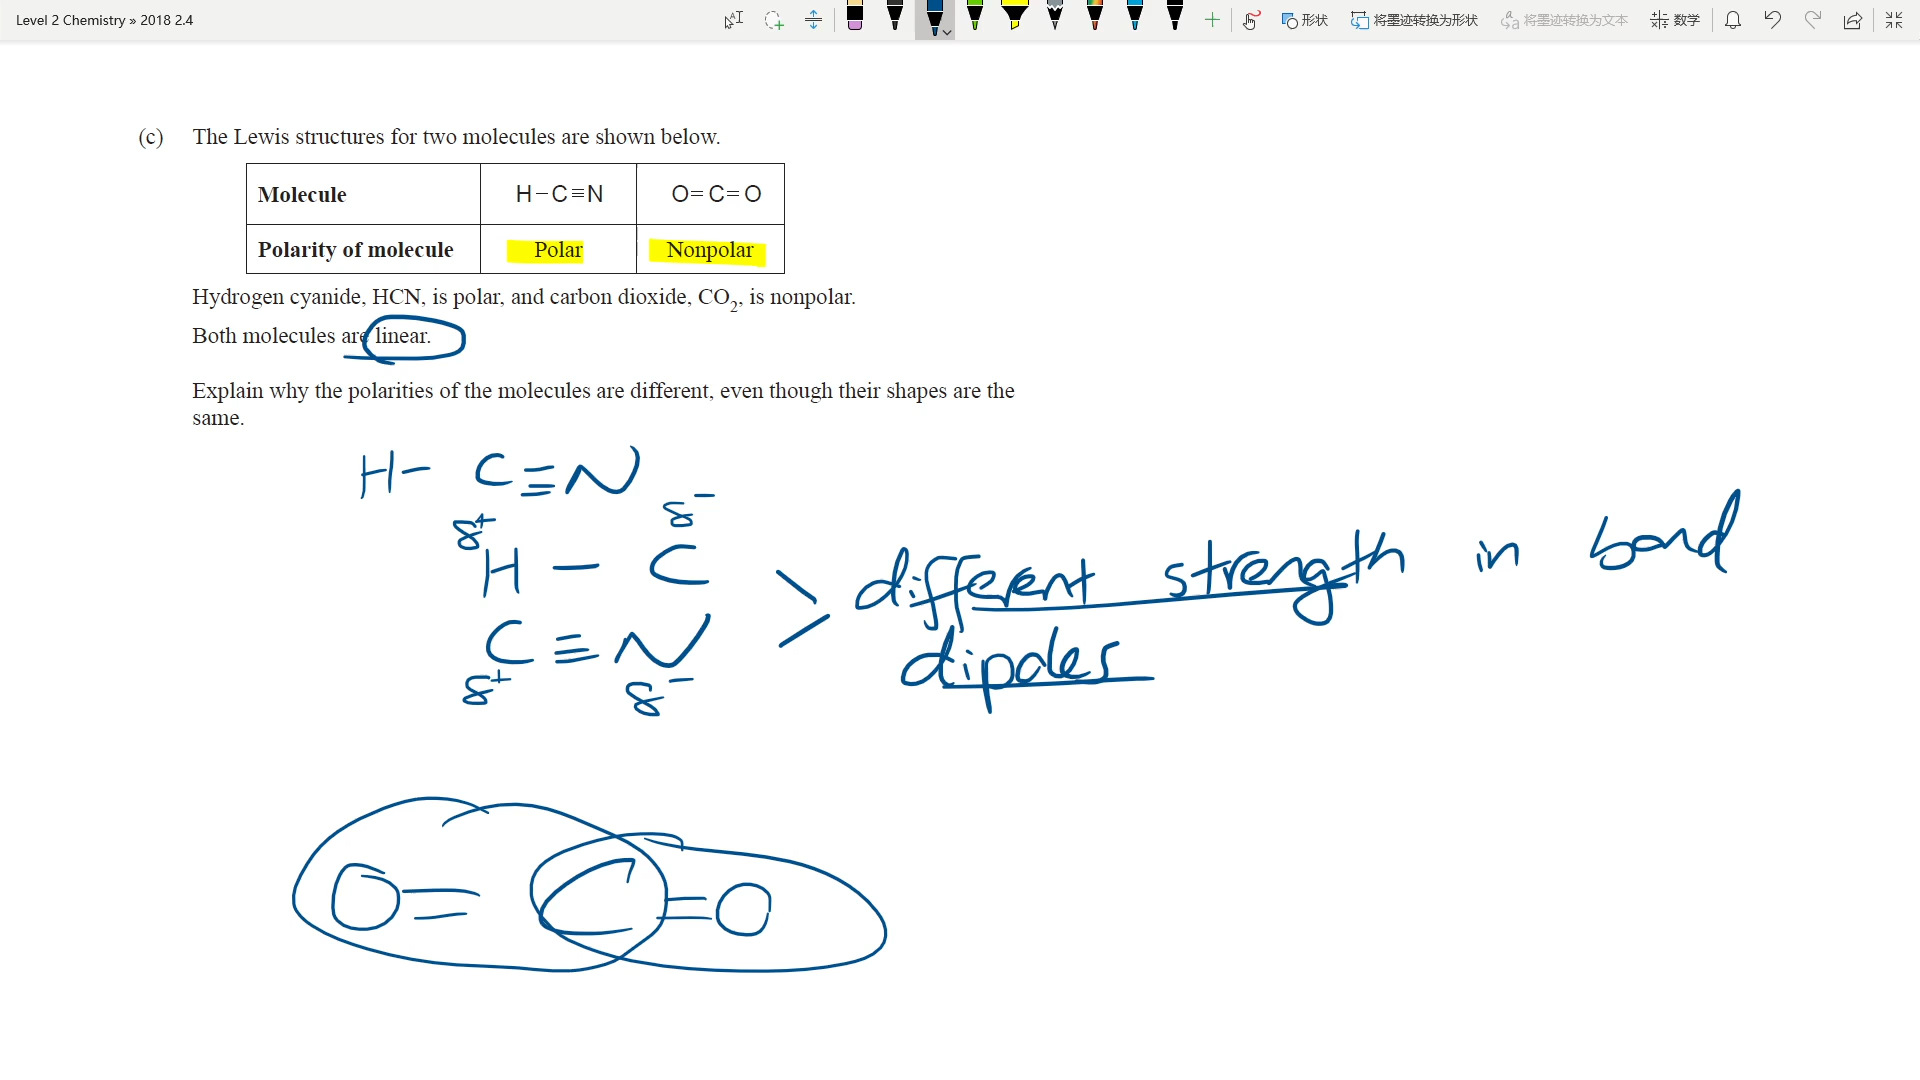 Level 2 Chemistry » 2018 2.4
形状
将墨迹转换为形状
将墨迹转换为文本
数学
(c) The Lewis structures for two molecules are shown below.
Molecule H–C≡N O=C=O
Polarity of molecule Polar Nonpolar
Hydrogen cyanide, HCN, is polar, and carbon dioxide, CO₂, is nonpolar.
Both molecules are linear.
Explain why the polarities of the molecules are different, even though their shapes are the
same.
H– C≡N
δ⁺ δ⁻
H – C
> different strength in bond
dipoles
C ≡ N
δ⁺ δ⁻
O= C =O